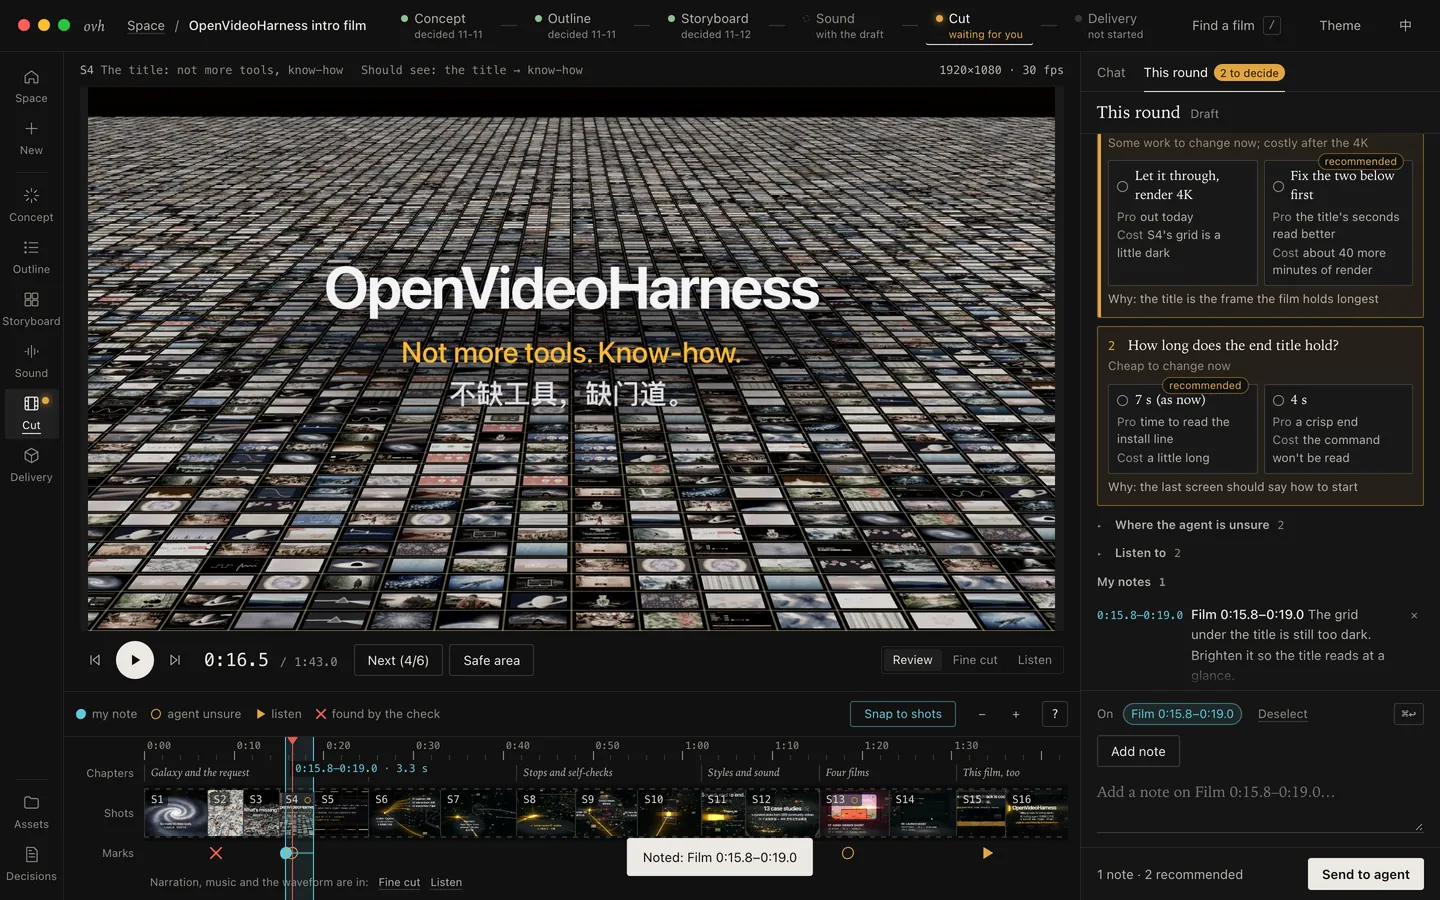 ovh
Space / OpenVideoHarness intro film
Concept
decided 11-11
Outline
decided 11-11
Storyboard
decided 11-12
Sound
with the draft
Cut
waiting for you
Delivery
not started
Find a film /
Theme
中
Space
New
Concept
Outline
Storyboard
Sound
Cut
Delivery
Assets
Decisions
S4 The title: not more tools, know-how Should see: the title → know-how
1920×1080 · 30 fps
OpenVideoHarness
Not more tools. Know-how.
不缺工具，缺门道。
0:16.5 / 1:43.0
Next (4/6)
Safe area
Review
Fine cut
Listen
my note
agent unsure
listen
found by the check
Snap to shots
−
+
?
0:00 0:10 0:20 0:30 0:40 0:50 1:00 1:10 1:20 1:30
0:15.8–0:19.0 · 3.3 s
Chapters
Galaxy and the request
Stops and self-checks
Styles and sound
Four films
This film, too
Shots
S1 S2 S3 S4 S5 S6 S7 S8 S9 S10 S11 S12 S13 S14 S15 S16
13 case studies
OpenVideoHarness
Marks
Noted: Film 0:15.8–0:19.0
Narration, music and the waveform are in: Fine cut Listen
Chat
This round
2 to decide
This round Draft
Some work to change now; costly after the 4K
Let it through,
render 4K
Pro out today
Cost S4's grid is a
little dark
recommended
Fix the two below
first
Pro the title's seconds
read better
Cost about 40 more
minutes of render
Why: the title is the frame the film holds longest
2 How long does the end title hold?
Cheap to change now
recommended
7 s (as now)
Pro time to read the
install line
Cost a little long
4 s
Pro a crisp end
Cost the command
won't be read
Why: the last screen should say how to start
Where the agent is unsure 2
Listen to 2
My notes 1
0:15.8–0:19.0 Film 0:15.8–0:19.0 The grid
under the title is still too dark.
Brighten it so the title reads at a
glance.
×
On Film 0:15.8–0:19.0 Deselect
⌘↩
Add note
Add a note on Film 0:15.8–0:19.0…
1 note · 2 recommended
Send to agent